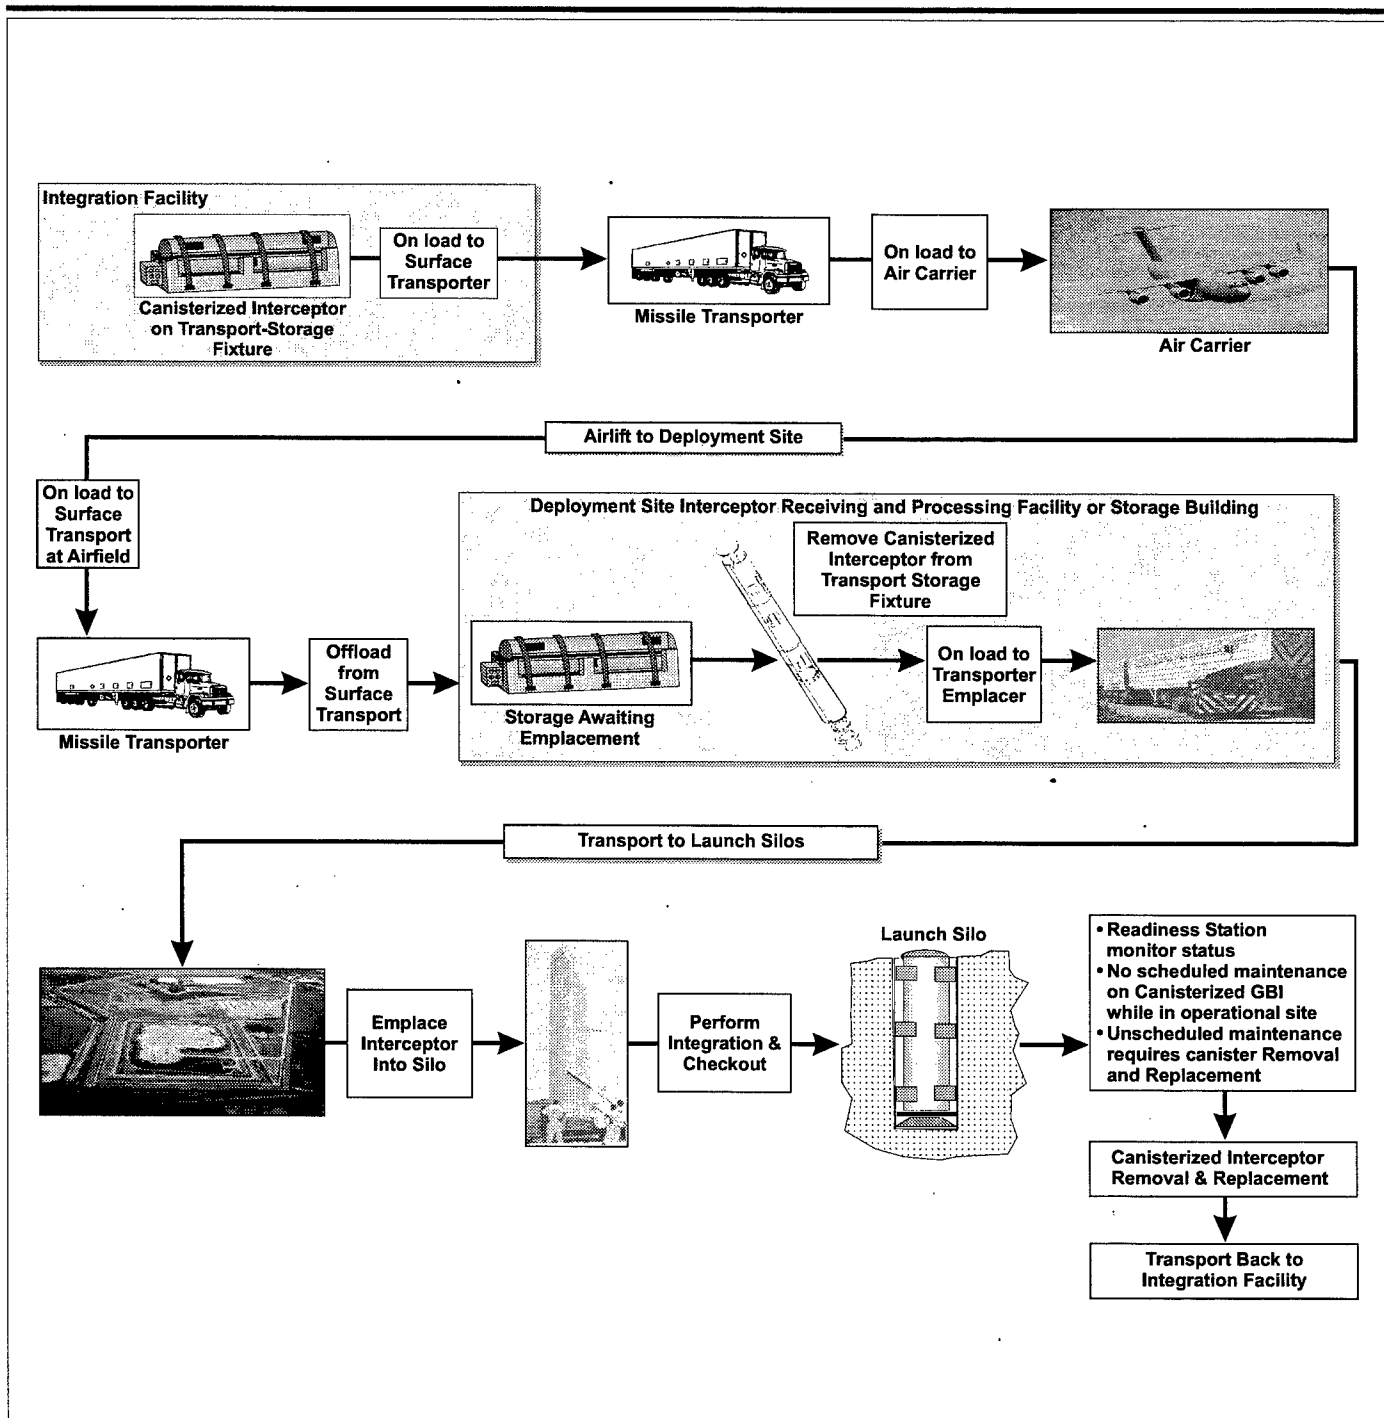 Integration Facility
On load to
Surface
Transporter
Canisterized Interceptor
on Transport-Storage
Fixture
Missile Transporter
On load to
Air Carrier
Air Carrier
Airlift to Deployment Site
On load to
Surface
Transport
at Airfield
Missile Transporter
Offload
from
Surface
Transport
Deployment Site Interceptor Receiving and Processing Facility or Storage Building
Remove Canisterized
Interceptor from
Transport Storage
Fixture
Storage Awaiting
Emplacement
On load to
Transporter
Emplacer
Transport to Launch Silos
Emplace
Interceptor
Into Silo
Perform
Integration &
Checkout
Launch Silo
• Readiness Station
monitor status
• No scheduled maintenance
on Canisterized GBI
while in operational site
• Unscheduled maintenance
requires canister Removal
and Replacement
Canisterized Interceptor
Removal & Replacement
Transport Back to
Integration Facility